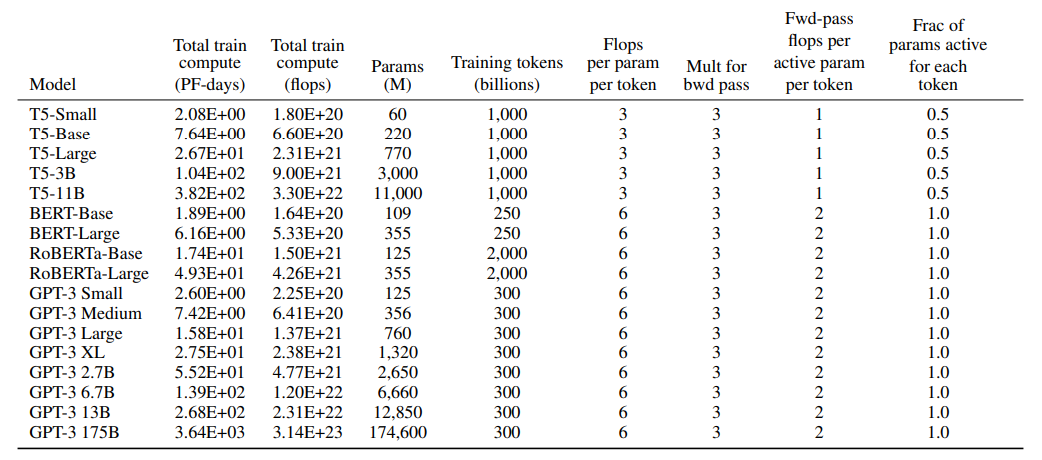 Model Total train compute (PF-days) Total train compute (flops) Params (M) Training tokens (billions) Flops per param per token Mult for bwd pass Fwd-pass flops per active param per token Frac of params active for each token
T5-Small 2.08E+00 1.80E+20 60 1,000 3 3 1 0.5
T5-Base 7.64E+00 6.60E+20 220 1,000 3 3 1 0.5
T5-Large 2.67E+01 2.31E+21 770 1,000 3 3 1 0.5
T5-3B 1.04E+02 9.00E+21 3,000 1,000 3 3 1 0.5
T5-11B 3.82E+02 3.30E+22 11,000 1,000 3 3 1 0.5
BERT-Base 1.89E+00 1.64E+20 109 250 6 3 2 1.0
BERT-Large 6.16E+00 5.33E+20 355 250 6 3 2 1.0
RoBERTa-Base 1.74E+01 1.50E+21 125 2,000 6 3 2 1.0
RoBERTa-Large 4.93E+01 4.26E+21 355 2,000 6 3 2 1.0
GPT-3 Small 2.60E+00 2.25E+20 125 300 6 3 2 1.0
GPT-3 Medium 7.42E+00 6.41E+20 356 300 6 3 2 1.0
GPT-3 Large 1.58E+01 1.37E+21 760 300 6 3 2 1.0
GPT-3 XL 2.75E+01 2.38E+21 1,320 300 6 3 2 1.0
GPT-3 2.7B 5.52E+01 4.77E+21 2,650 300 6 3 2 1.0
GPT-3 6.7B 1.39E+02 1.20E+22 6,660 300 6 3 2 1.0
GPT-3 13B 2.68E+02 2.31E+22 12,850 300 6 3 2 1.0
GPT-3 175B 3.64E+03 3.14E+23 174,600 300 6 3 2 1.0